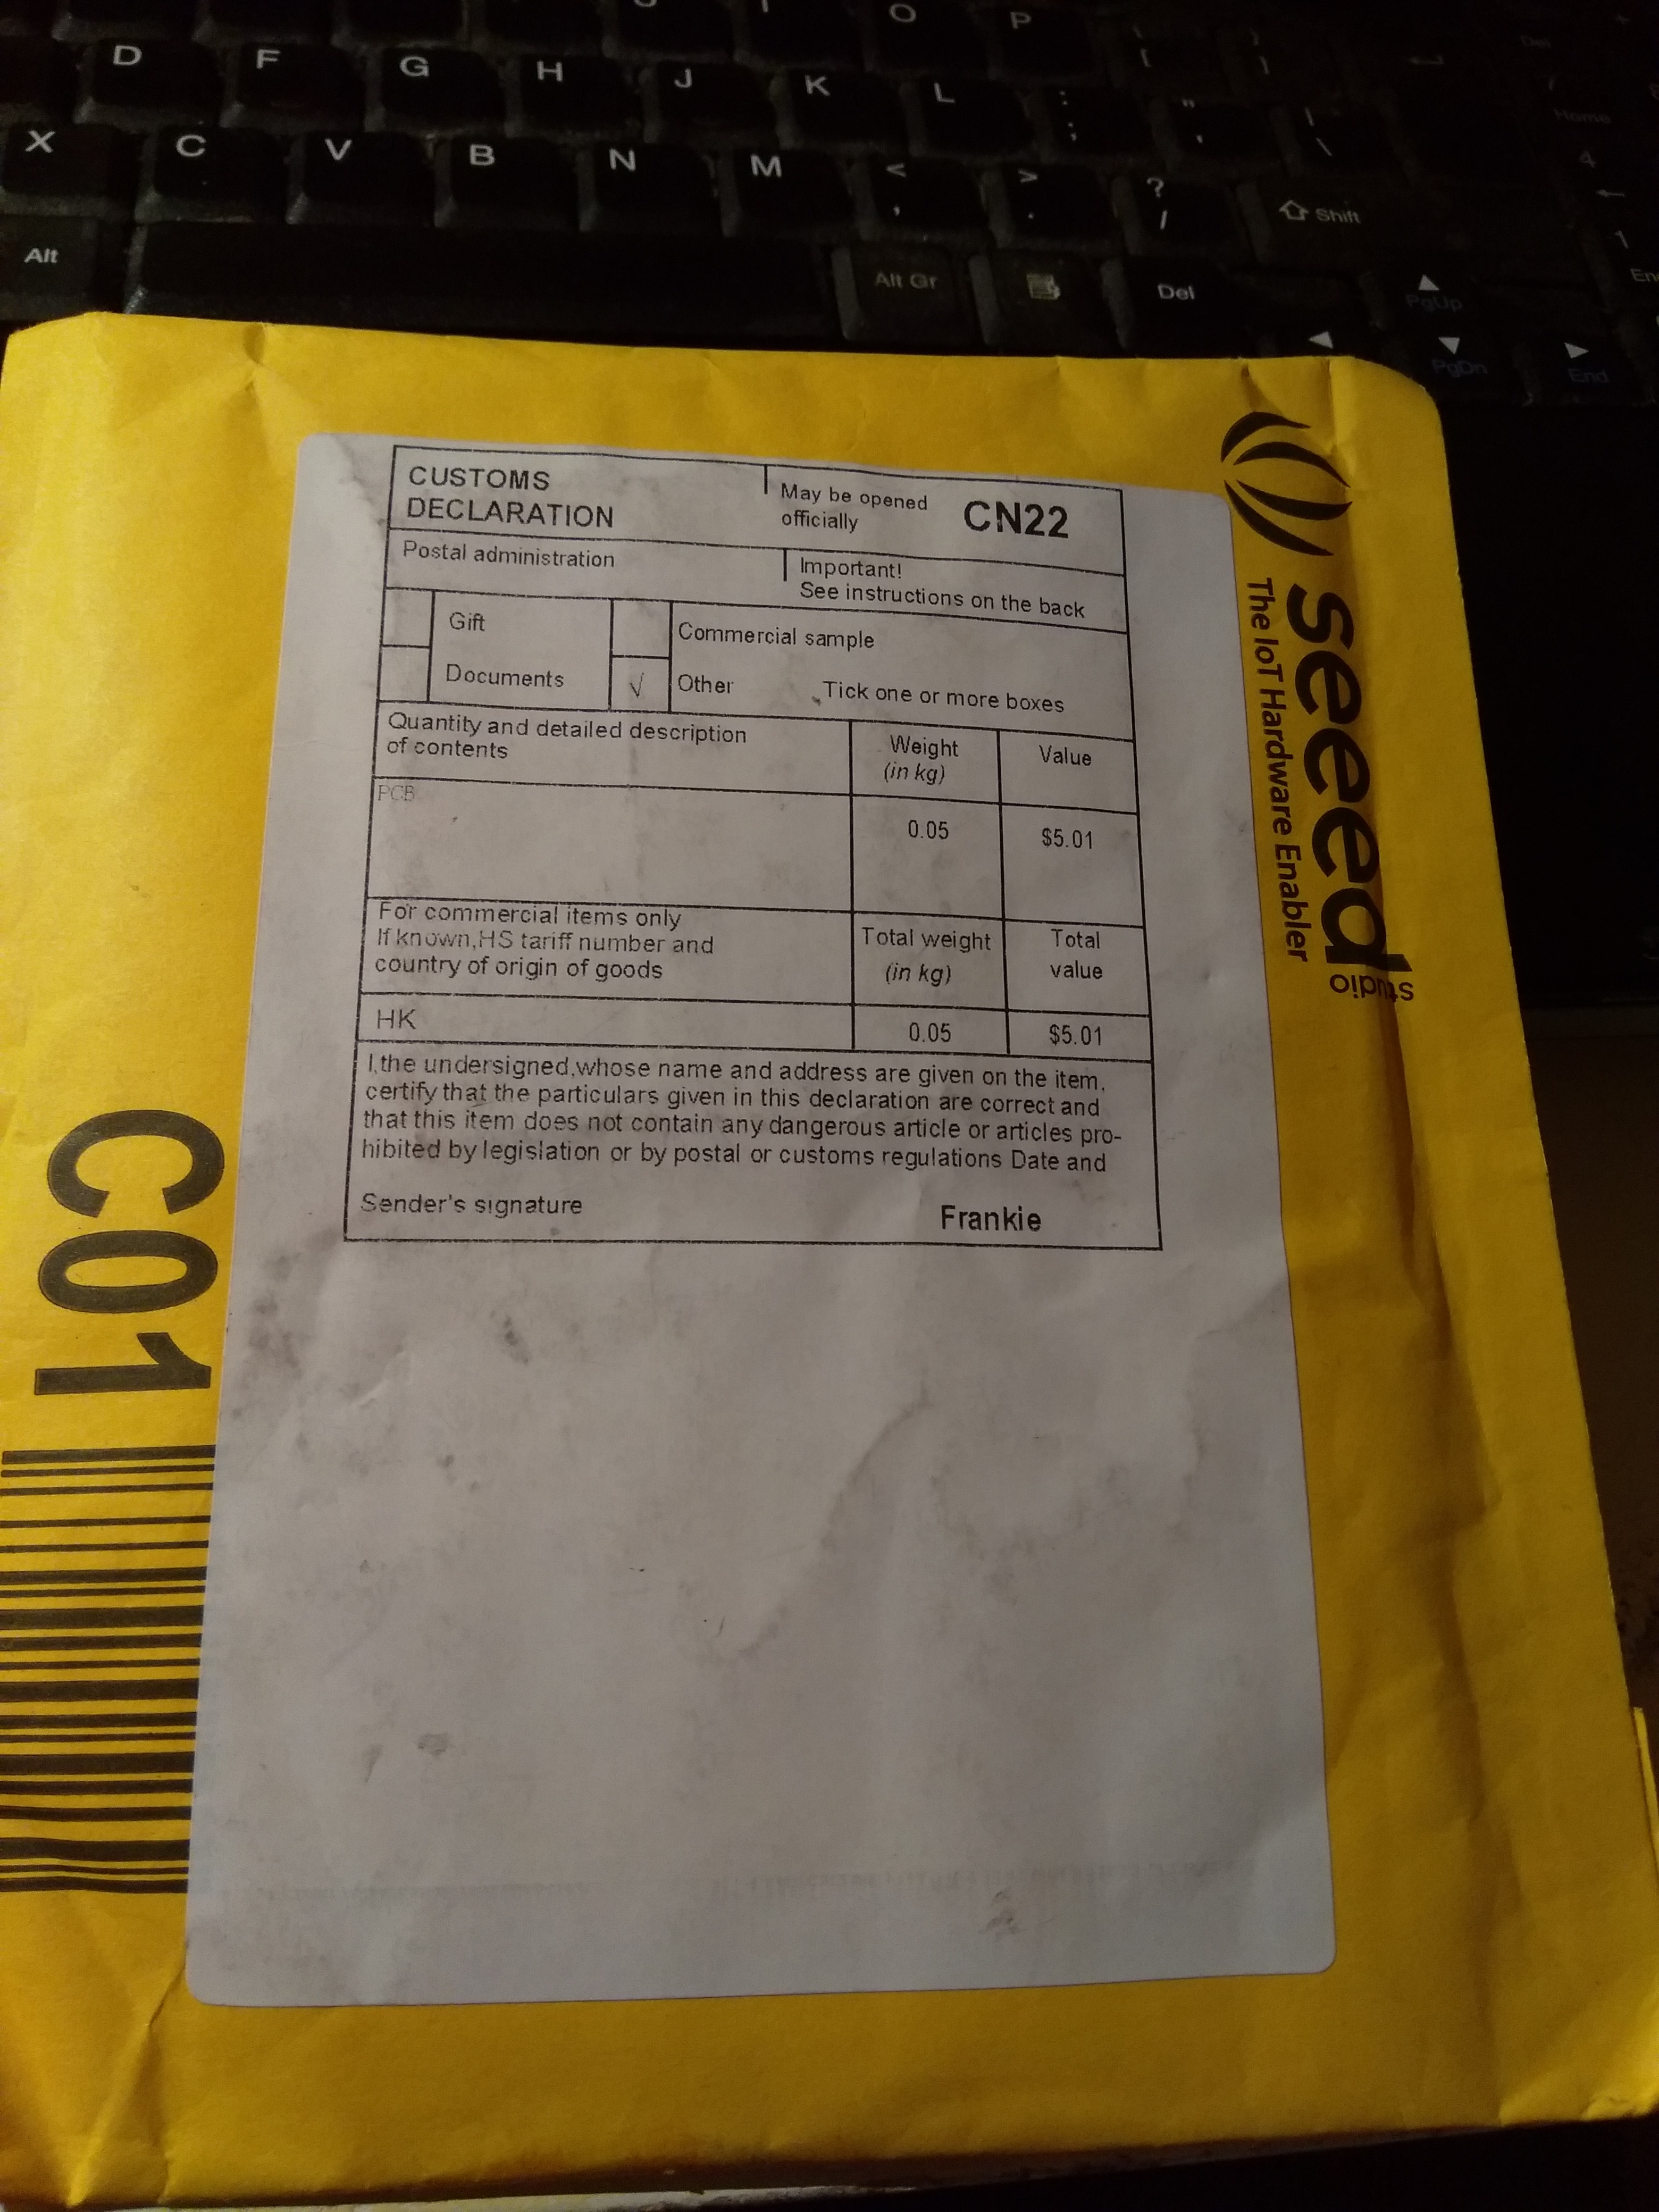 O P
D F G H J K L : ; " ' | \
X C V B N M < , > . ? / Shift
Alt Alt Gr Del
PgUp
PgDn End
Home
4
1
CUSTOMS
DECLARATION
May be opened
officially
CN22
Postal administration
Important!
See instructions on the back
Gift
Commercial sample
Documents
√ Other Tick one or more boxes
Quantity and detailed description
of contents
Weight
(in kg)
Value
PCB
0.05
$5.01
For commercial items only
If known,HS tariff number and
country of origin of goods
Total weight
(in kg)
Total
value
HK
0.05
$5.01
I,the undersigned,whose name and address are given on the item,
certify that the particulars given in this declaration are correct and
that this item does not contain any dangerous article or articles pro-
hibited by legislation or by postal or customs regulations Date and
Sender's signature
Frankie
seeed
studio
The IoT Hardware Enabler
C01